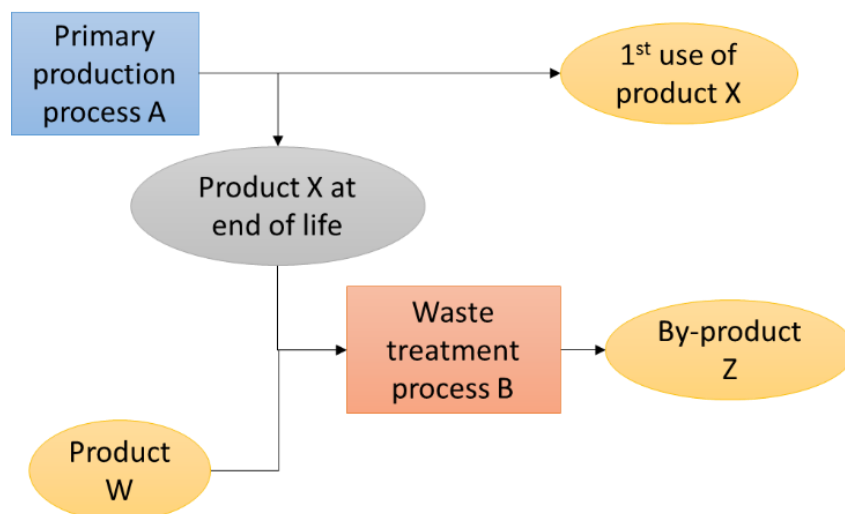 Primary
production
process A
1st use of
product X
Product X at
end of life
Waste
treatment
process B
By-product
Z
Product
W